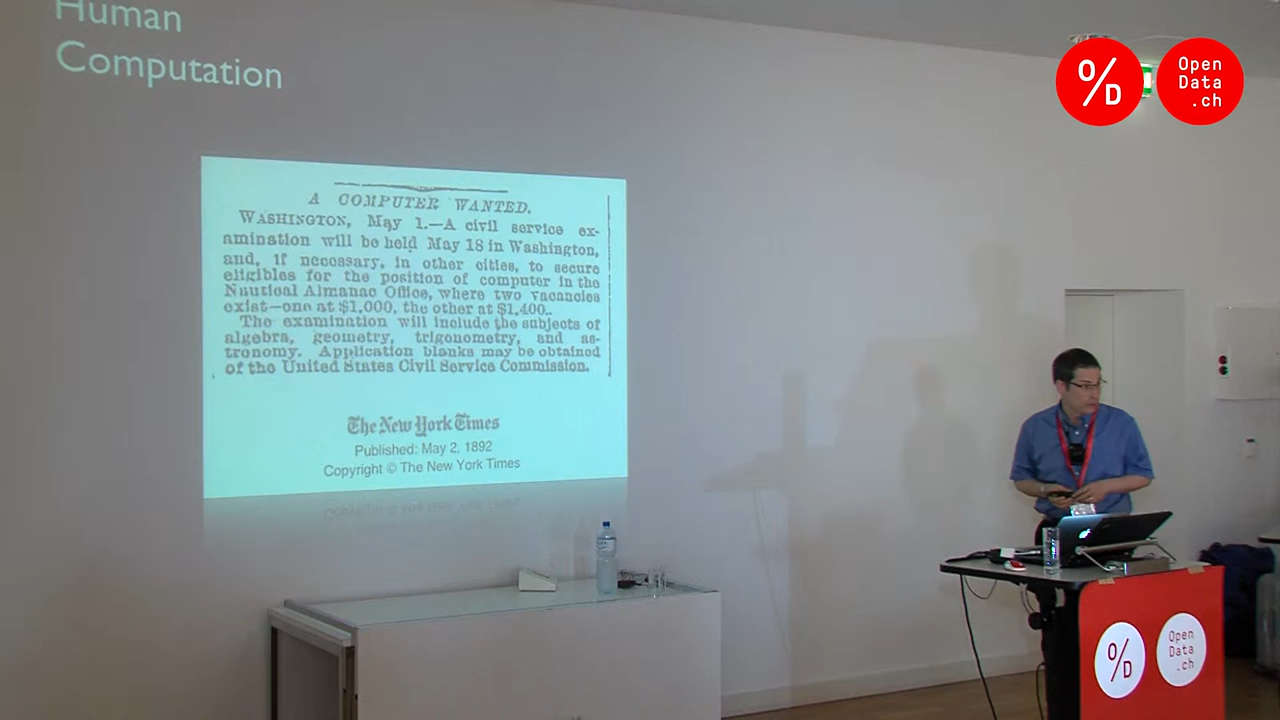 Human
Computation
A COMPUTER WANTED.
WASHINGTON, May 1.—A civil service ex-
amination will be held May 18 in Washington,
and, if necessary, in other cities, to secure
eligibles for the position of computer in the
Nautical Almanac Office, where two vacancies
exist—one at $1,000, the other at $1,400..
The examination will include the subjects of
algebra, geometry, trigonometry, and as-
tronomy. Application blanks may be obtained
of the United States Civil Service Commission.
The New York Times
Published: May 2, 1892
Copyright © The New York Times
O/D
Open
Data
.ch
O/D
Open
Data
.ch